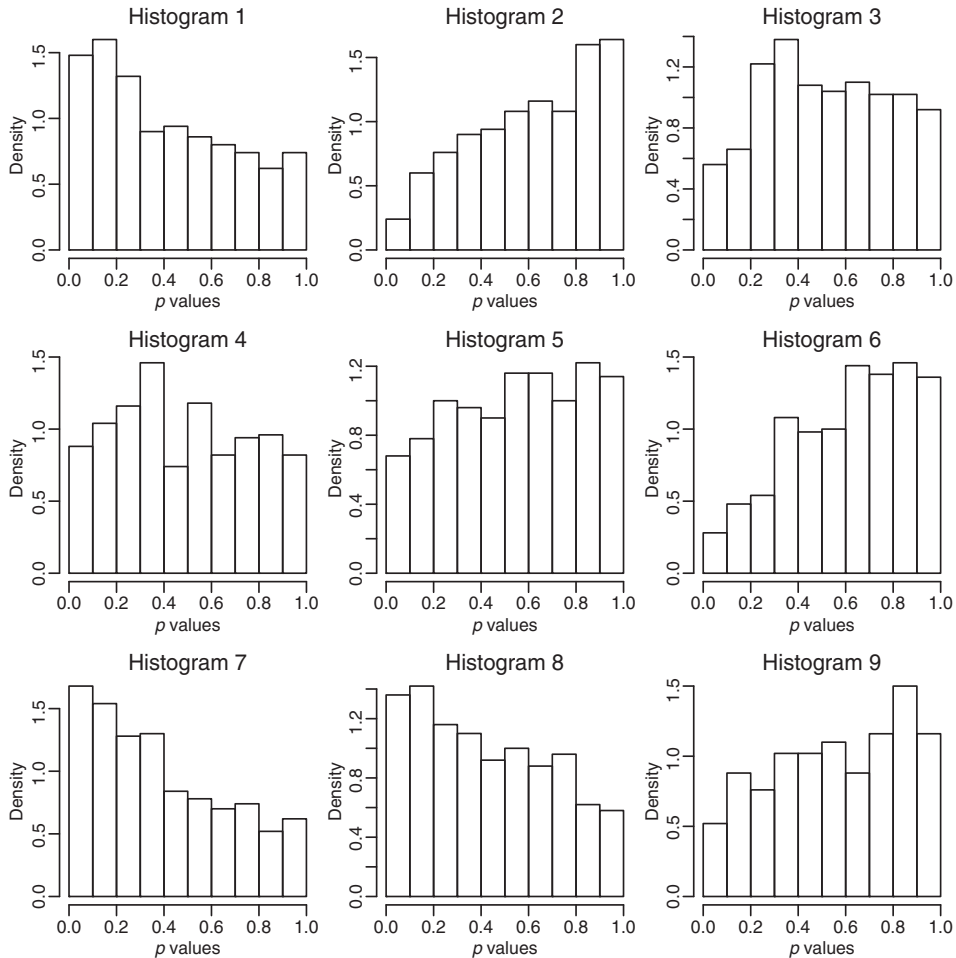 Histogram 1
Density
0.0 0.5 1.0 1.5
0.0 0.2 0.4 0.6 0.8 1.0
p values
Histogram 2
Density
0.0 0.5 1.0 1.5
0.0 0.2 0.4 0.6 0.8 1.0
p values
Histogram 3
Density
0.0 0.4 0.8 1.2
0.0 0.2 0.4 0.6 0.8 1.0
p values
Histogram 4
Density
0.0 0.5 1.0 1.5
0.0 0.2 0.4 0.6 0.8 1.0
p values
Histogram 5
Density
0.0 0.4 0.8 1.2
0.0 0.2 0.4 0.6 0.8 1.0
p values
Histogram 6
Density
0.0 0.5 1.0 1.5
0.0 0.2 0.4 0.6 0.8 1.0
p values
Histogram 7
Density
0.0 0.5 1.0 1.5
0.0 0.2 0.4 0.6 0.8 1.0
p values
Histogram 8
Density
0.0 0.4 0.8 1.2
0.0 0.2 0.4 0.6 0.8 1.0
p values
Histogram 9
Density
0.0 0.5 1.0 1.5
0.0 0.2 0.4 0.6 0.8 1.0
p values